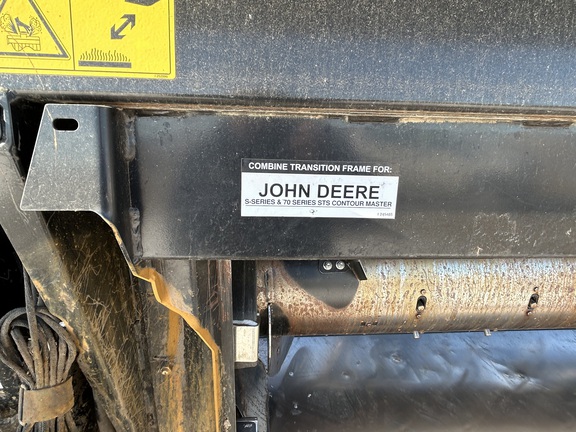 COMBINE TRANSITION FRAME FOR:
JOHN DEERE
S-SERIES & 70 SERIES STS CONTOUR MASTER